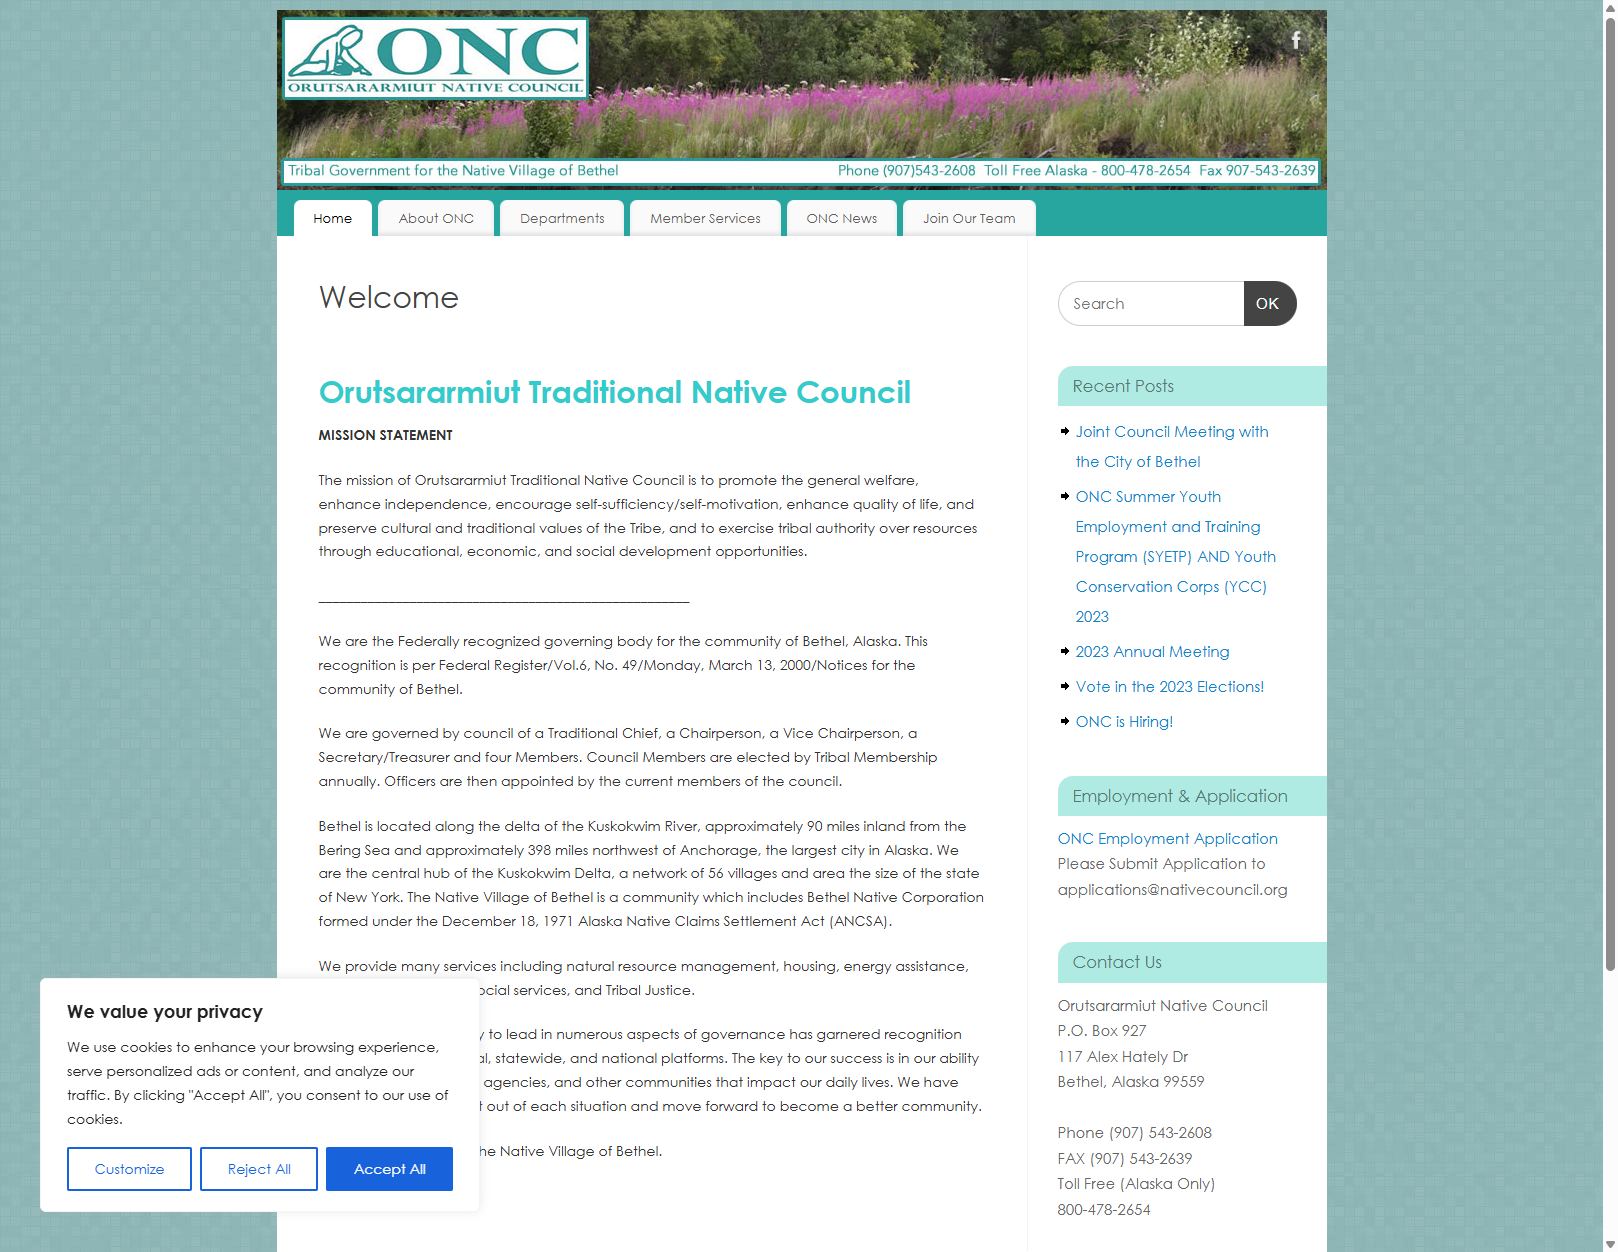 ONC
ORUTSARARMIUT NATIVE COUNCIL
f
Tribal Government for the Native Village of Bethel
Phone (907)543-2608 Toll Free Alaska - 800-478-2654 Fax 907-543-2639
Home
About ONC
Departments
Member Services
ONC News
Join Our Team
Welcome
Orutsararmiut Traditional Native Council
MISSION STATEMENT
The mission of Orutsararmiut Traditional Native Council is to promote the general welfare,
enhance independence, encourage self-sufficiency/self-motivation, enhance quality of life, and
preserve cultural and traditional values of the Tribe, and to exercise tribal authority over resources
through educational, economic, and social development opportunities.
_____________________________________________________
We are the Federally recognized governing body for the community of Bethel, Alaska. This
recognition is per Federal Register/Vol.6, No. 49/Monday, March 13, 2000/Notices for the
community of Bethel.
We are governed by council of a Traditional Chief, a Chairperson, a Vice Chairperson, a
Secretary/Treasurer and four Members. Council Members are elected by Tribal Membership
annually. Officers are then appointed by the current members of the council.
Bethel is located along the delta of the Kuskokwim River, approximately 90 miles inland from the
Bering Sea and approximately 398 miles northwest of Anchorage, the largest city in Alaska. We
are the central hub of the Kuskokwim Delta, a network of 56 villages and area the size of the state
of New York. The Native Village of Bethel is a community which includes Bethel Native Corporation
formed under the December 18, 1971 Alaska Native Claims Settlement Act (ANCSA).
We provide many services including natural resource management, housing, energy assistance,
ocial services, and Tribal Justice.
y to lead in numerous aspects of governance has garnered recognition
al, statewide, and national platforms. The key to our success is in our ability
agencies, and other communities that impact our daily lives. We have
t out of each situation and move forward to become a better community.
he Native Village of Bethel.
Search
OK
Recent Posts
Joint Council Meeting with
the City of Bethel
ONC Summer Youth
Employment and Training
Program (SYETP) AND Youth
Conservation Corps (YCC)
2023
2023 Annual Meeting
Vote in the 2023 Elections!
ONC is Hiring!
Employment & Application
ONC Employment Application
Please Submit Application to
applications@nativecouncil.org
Contact Us
Orutsararmiut Native Council
P.O. Box 927
117 Alex Hately Dr
Bethel, Alaska 99559
Phone (907) 543-2608
FAX (907) 543-2639
Toll Free (Alaska Only)
800-478-2654
We value your privacy
We use cookies to enhance your browsing experience,
serve personalized ads or content, and analyze our
traffic. By clicking "Accept All", you consent to our use of
cookies.
Customize
Reject All
Accept All